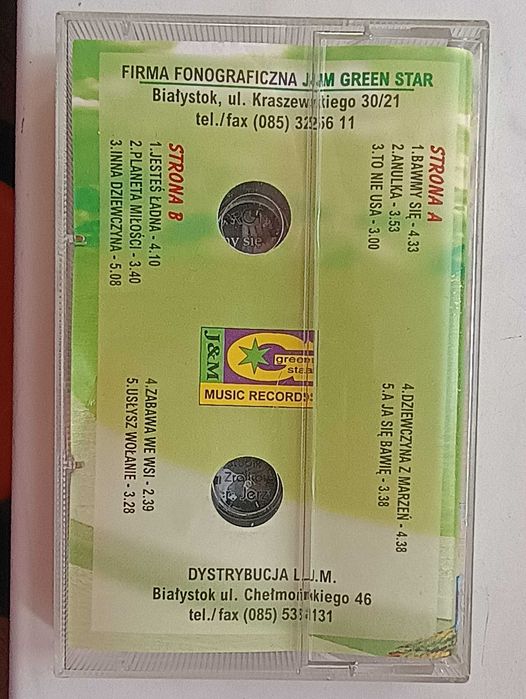 FIRMA FONOGRAFICZNA J&M GREEN STAR
Białystok, ul. Kraszewskiego 30/21
tel./fax (085)
STRONA A
1.BAWMY SIĘ - 4.33
2.ANULKA - 3.53
3.TO NIE USA - 3.00
4.DZIEWCZYNA Z MARZEŃ - 4.38
5.A JA SIĘ BAWIĘ - 3.38
STRONA B
1.JESTEŚ ŁADNA - 4.10
2.PLANETA MIŁOŚCI - 3.40
3.INNA DZIEWCZYNA - 5.08
4.ZABAWA WE WSI - 2.39
5.USŁYSZ WOŁANIE - 3.28
J&M
green
star
MUSIC RECORDS
DYSTRYBUCJA
Białystok ul. Chełmońskiego 46
tel./fax (085)